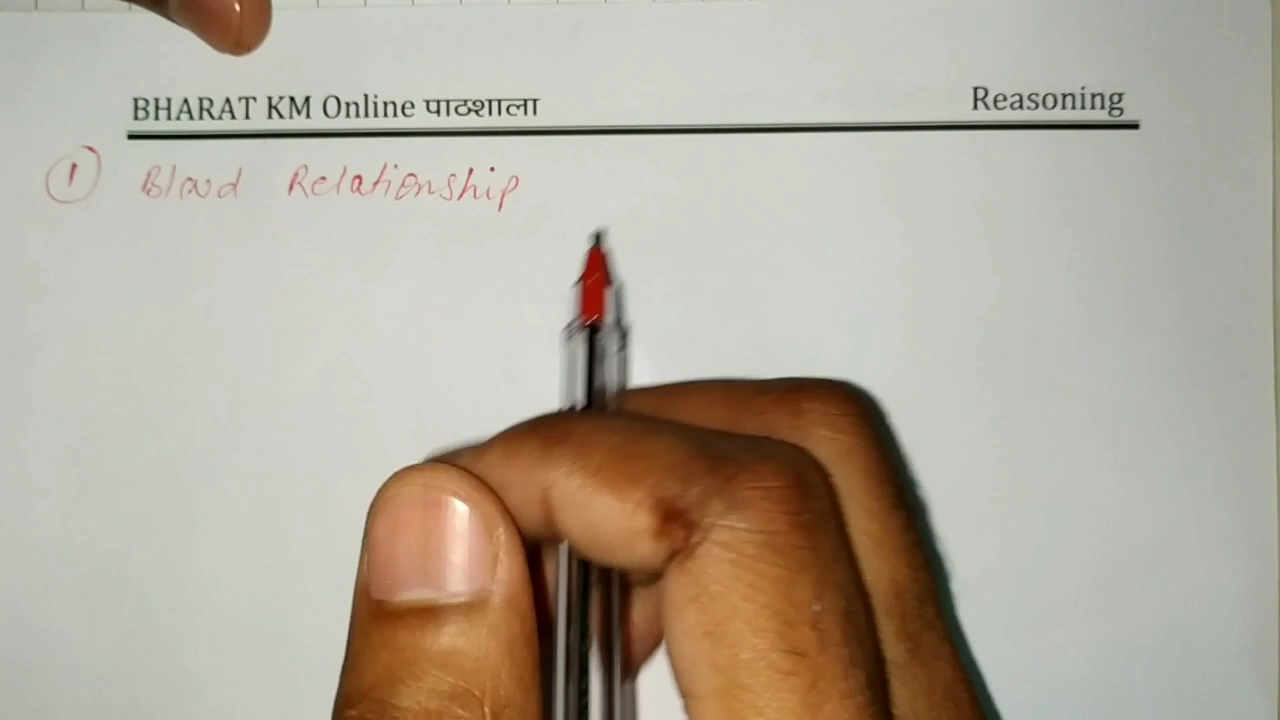 BHARAT KM Online पाठशाला Reasoning
① Blood Relationship